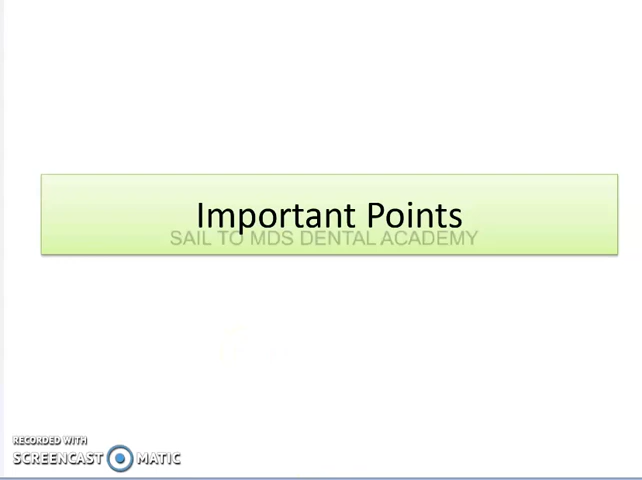 Important Points
SAIL TO MDS DENTAL ACADEMY
RECORDED WITH
SCREENCAST MATIC